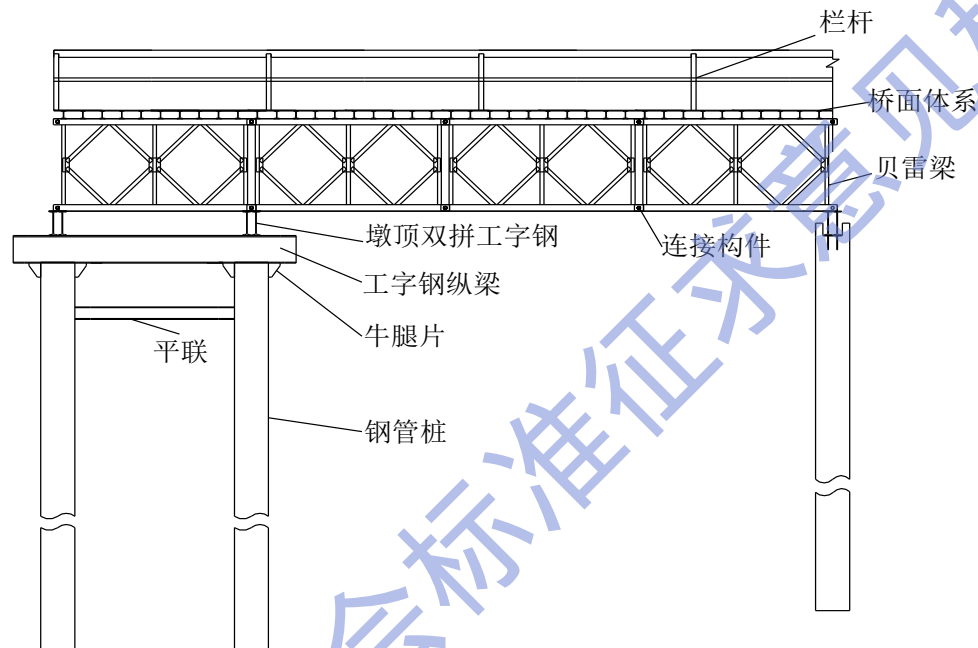 栏杆
桥面体系
贝雷梁
墩顶双拼工字钢
连接构件
工字钢纵梁
牛腿片
平联
钢管桩
会标准征求意见稿